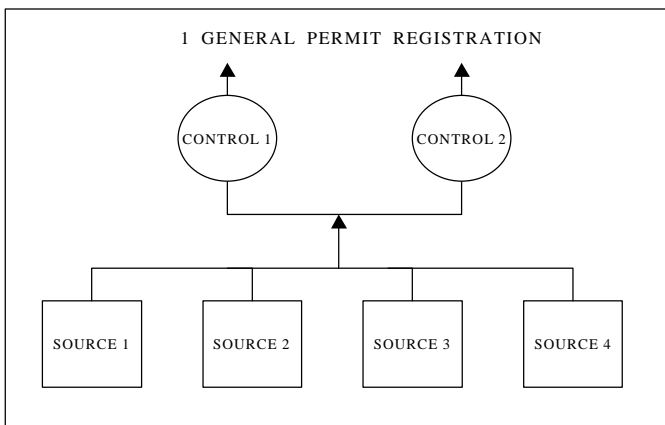 1 GENERAL PERMIT REGISTRATION
CONTROL 1
CONTROL 2
SOURCE 1
SOURCE 2
SOURCE 3
SOURCE 4